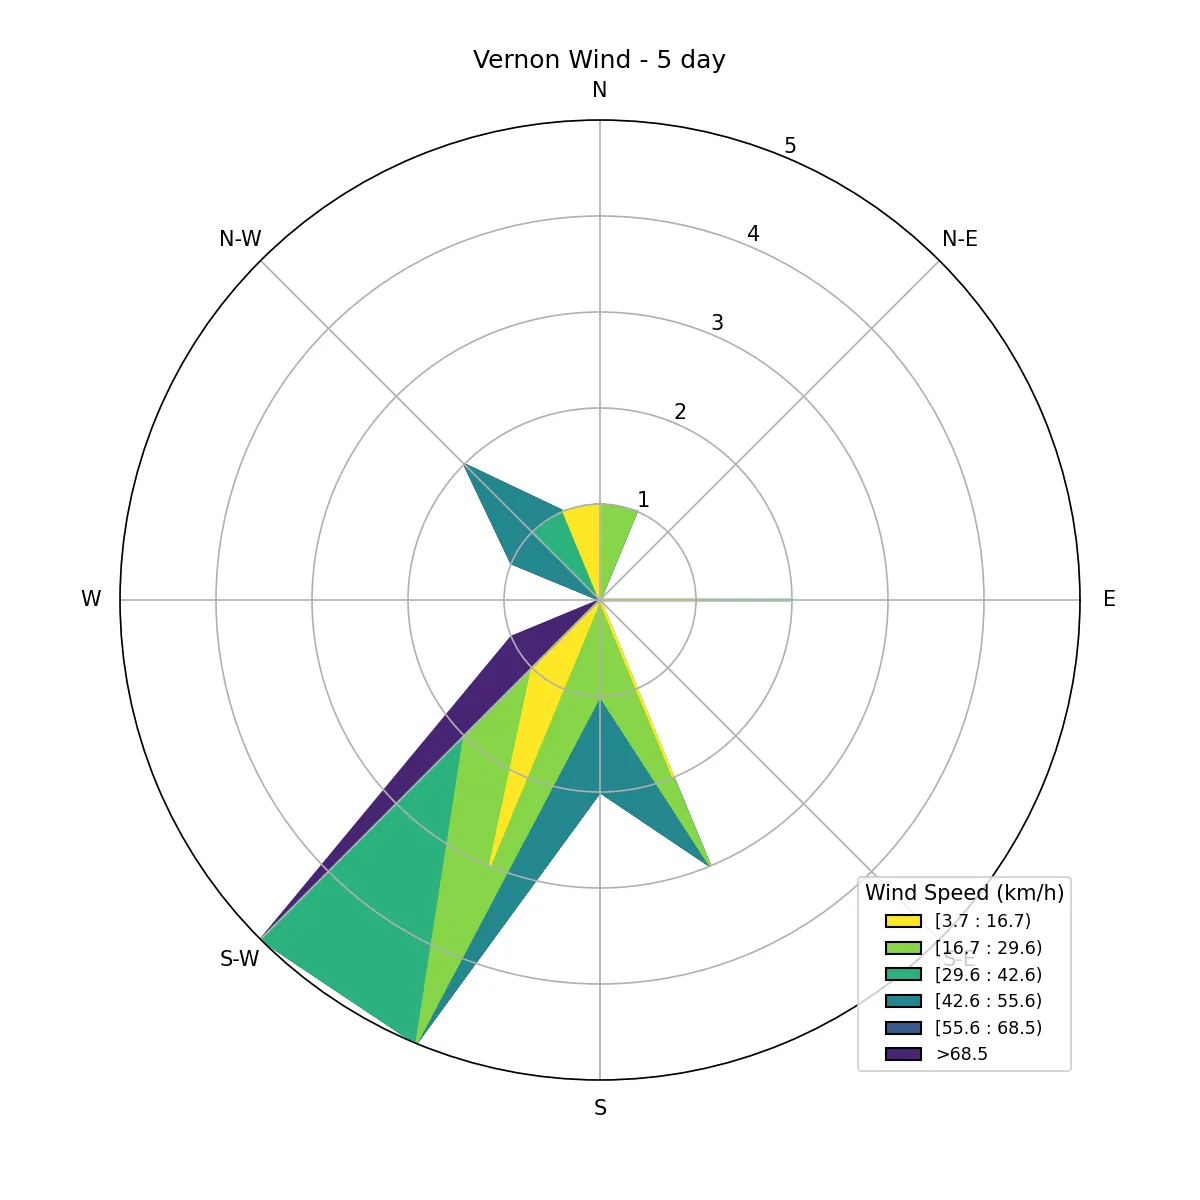 Vernon Wind - 5 day
N
5
N-W
4
N-E
3
2
1
W
E
S-W
S-E
S
Wind Speed (km/h)
[3.7 : 16.7)
[16.7 : 29.6)
[29.6 : 42.6)
[42.6 : 55.6)
[55.6 : 68.5)
>68.5